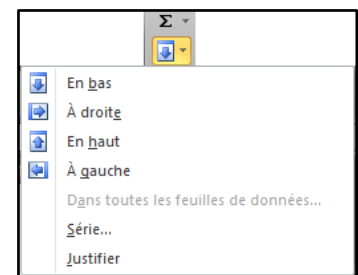 Σ
En bas
À droite
En haut
À gauche
Dans toutes les feuilles de données...
Série...
Justifier